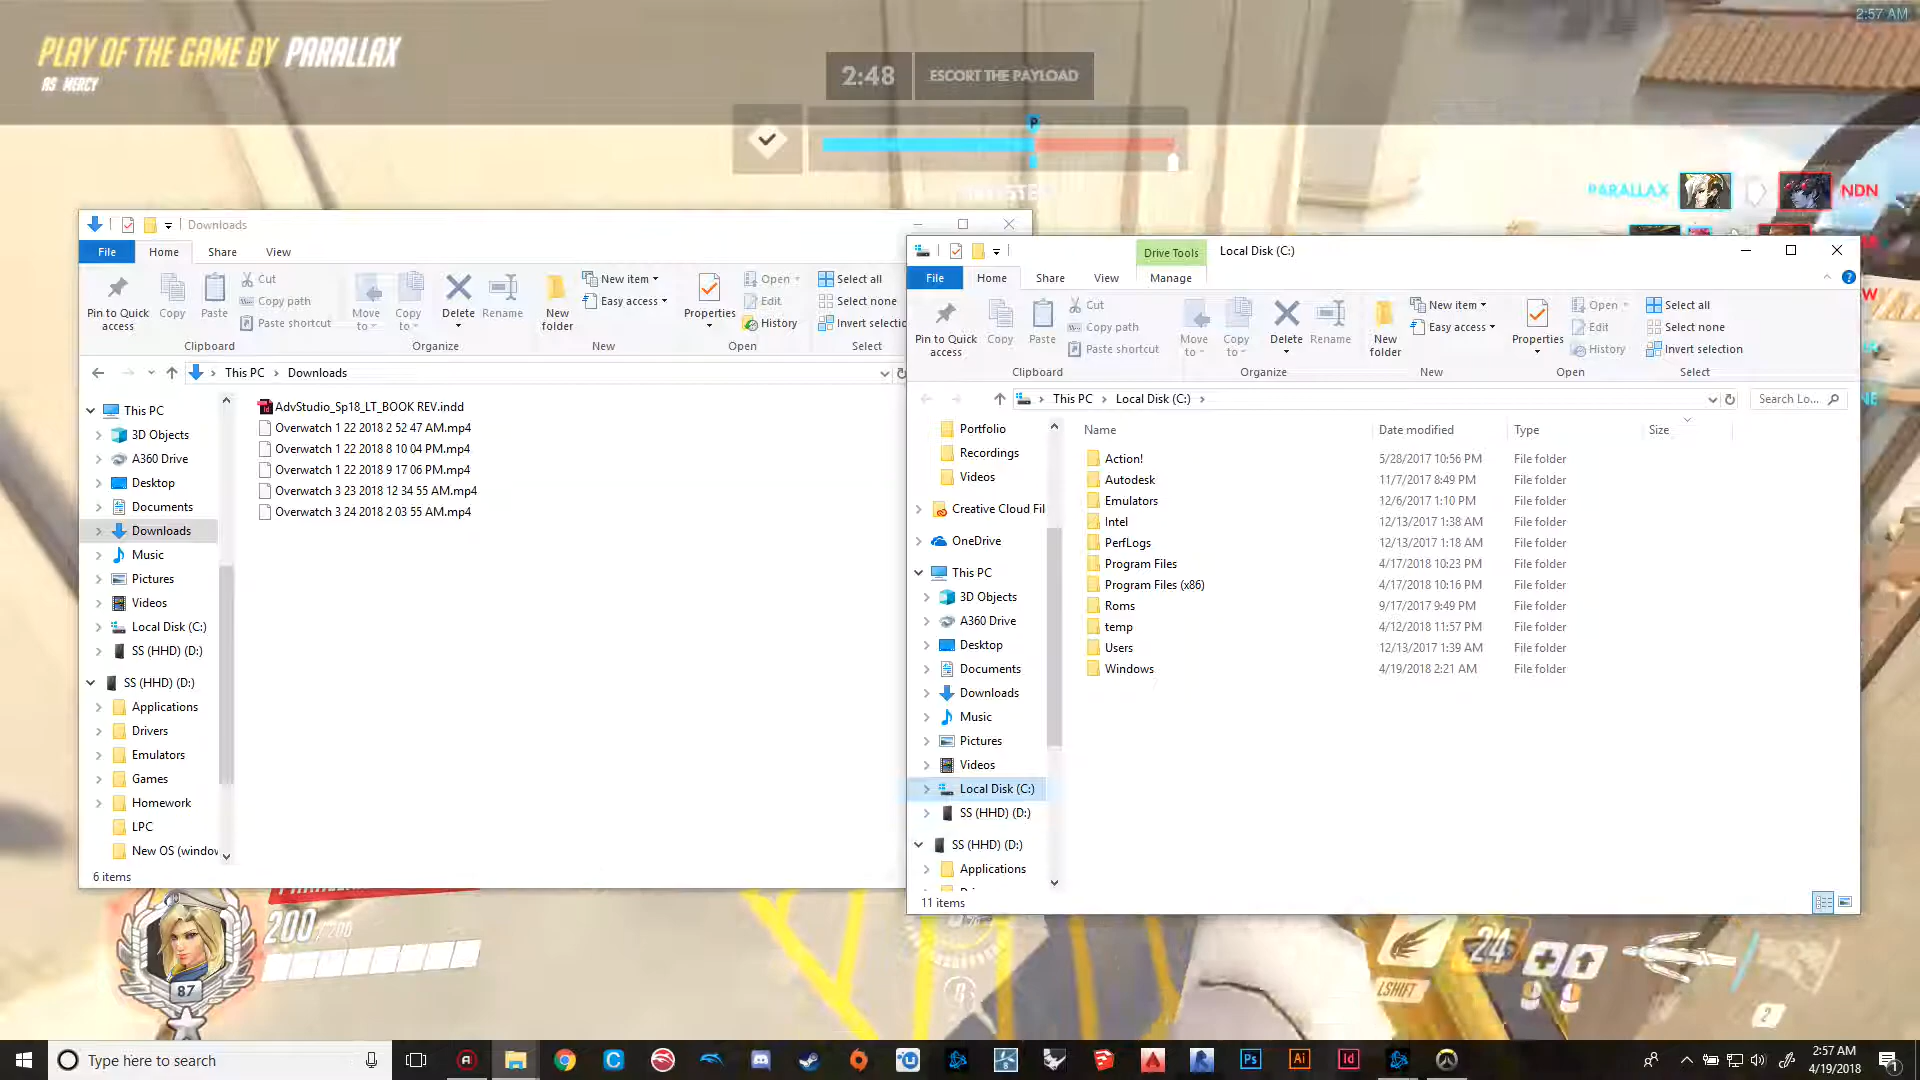 2:57 AM
PLAY OF THE GAME BY PARALLAX
AS MERCY
2:48
ESCORT THE PAYLOAD
P
PARALLAX
NDN
Downloads
File
Home
Share
View
Pin to Quick access
Copy
Paste
Cut
Copy path
Paste shortcut
Clipboard
Move to
Copy to
Delete
Rename
Organize
New folder
New item
Easy access
New
Properties
Open
Edit
History
Open
Select all
Select none
Invert selectio
Select
This PC > Downloads
This PC
3D Objects
A360 Drive
Desktop
Documents
Downloads
Music
Pictures
Videos
Local Disk (C:)
SS (HHD) (D:)
SS (HHD) (D:)
Applications
Drivers
Emulators
Games
Homework
LPC
New OS (window
AdvStudio_Sp18_LT_BOOK REV.indd
Overwatch 1 22 2018 2 52 47 AM.mp4
Overwatch 1 22 2018 8 10 04 PM.mp4
Overwatch 1 22 2018 9 17 06 PM.mp4
Overwatch 3 23 2018 12 34 55 AM.mp4
Overwatch 3 24 2018 2 03 55 AM.mp4
6 items
Drive Tools
Local Disk (C:)
File
Home
Share
View
Manage
Pin to Quick access
Copy
Paste
Cut
Copy path
Paste shortcut
Clipboard
Move to
Copy to
Delete
Rename
Organize
New folder
New item
Easy access
New
Properties
Open
Edit
History
Open
Select all
Select none
Invert selection
Select
This PC > Local Disk (C:) >
Search Lo...
Portfolio
Recordings
Videos
Creative Cloud Fil
OneDrive
This PC
3D Objects
A360 Drive
Desktop
Documents
Downloads
Music
Pictures
Videos
Local Disk (C:)
SS (HHD) (D:)
SS (HHD) (D:)
Applications
Name Date modified Type Size
Action! 5/28/2017 10:56 PM File folder
Autodesk 11/7/2017 8:49 PM File folder
Emulators 12/6/2017 1:10 PM File folder
Intel 12/13/2017 1:38 AM File folder
PerfLogs 12/13/2017 1:18 AM File folder
Program Files 4/17/2018 10:23 PM File folder
Program Files (x86) 4/17/2018 10:16 PM File folder
Roms 9/17/2017 9:49 PM File folder
temp 4/12/2018 11:57 PM File folder
Users 12/13/2017 1:39 AM File folder
Windows 4/19/2018 2:21 AM File folder
11 items
200/200
87
24
LSHIFT
2
Type here to search
Ps
Ai
Id
2:57 AM
4/19/2018
1